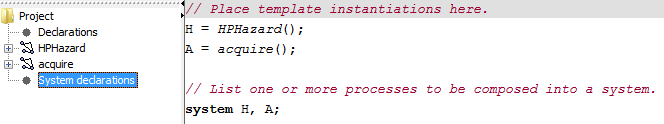 Project
Declarations
HPHazard
acquire
System declarations
// Place template instantiations here.
H = HPHazard();
A = acquire();
// List one or more processes to be composed into a system.
system H, A;